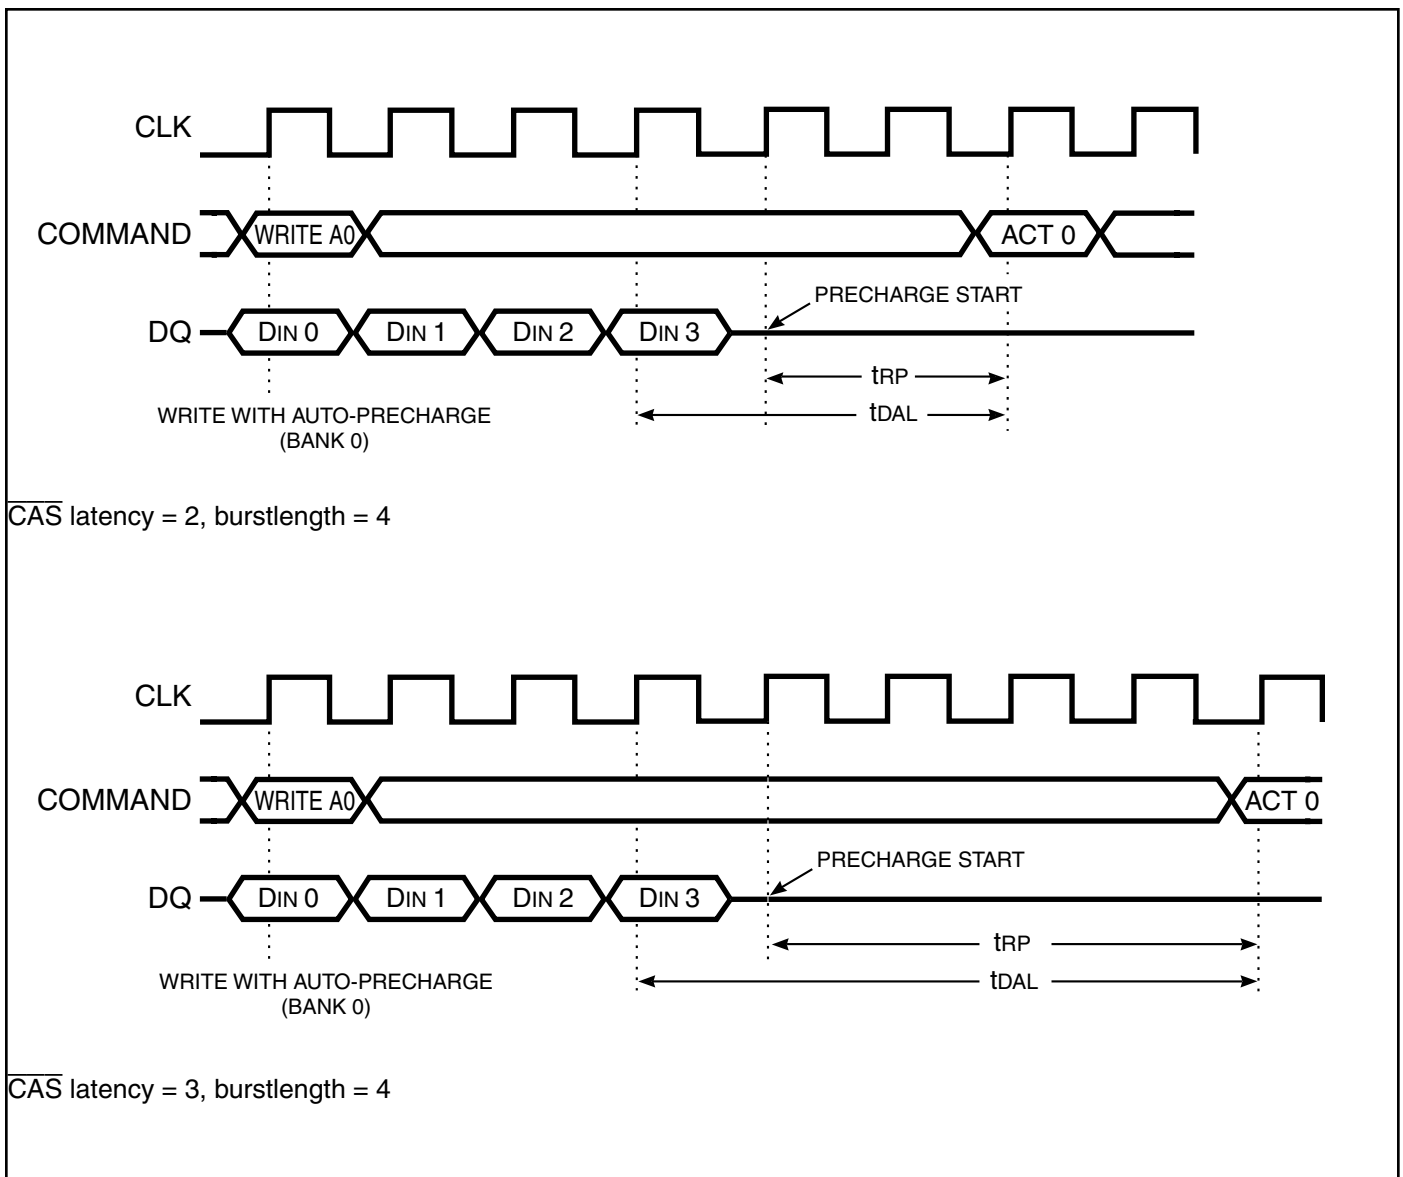 CLK
COMMAND WRITE A0 ACT 0
PRECHARGE START
DQ DIN 0 DIN 1 DIN 2 DIN 3
tRP
WRITE WITH AUTO-PRECHARGE tDAL
(BANK 0)
CAS latency = 2, burstlength = 4
CLK
COMMAND WRITE A0 ACT 0
PRECHARGE START
DQ DIN 0 DIN 1 DIN 2 DIN 3
tRP
WRITE WITH AUTO-PRECHARGE tDAL
(BANK 0)
CAS latency = 3, burstlength = 4